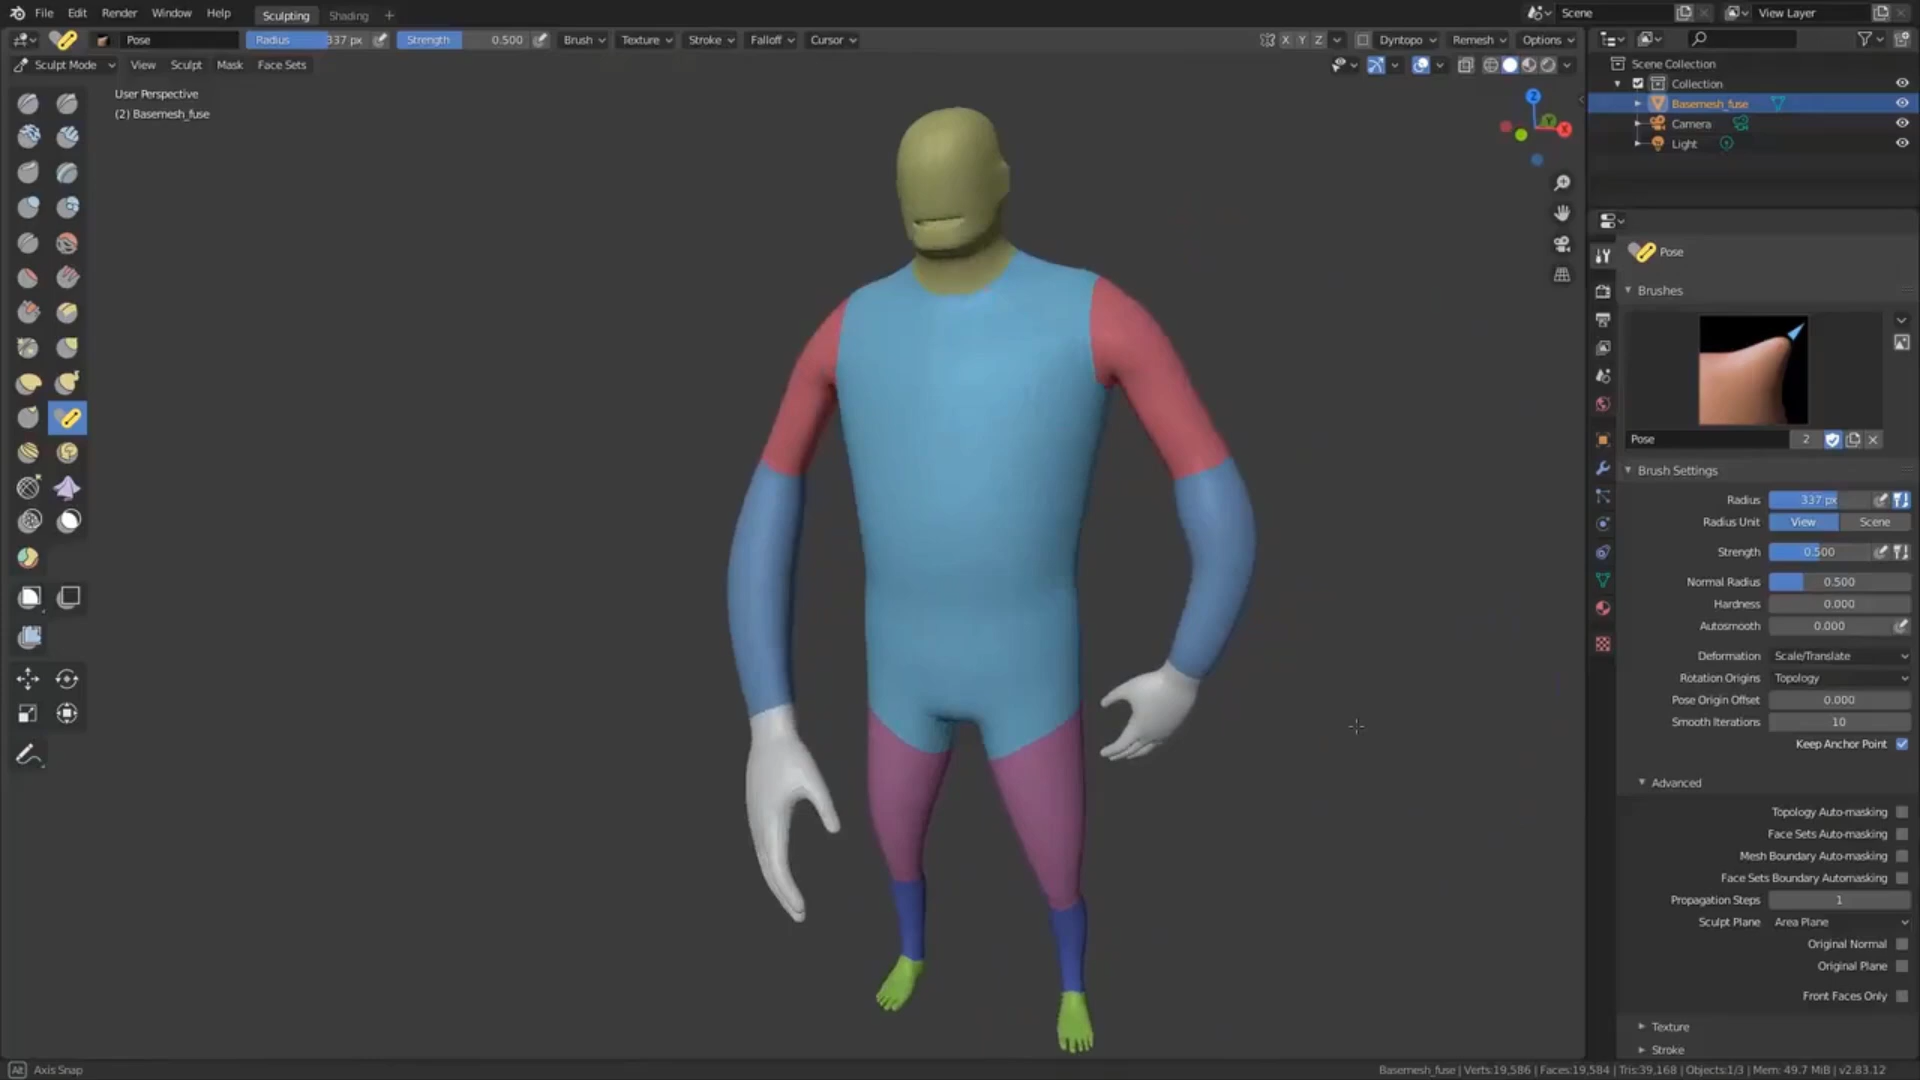 File Edit Render Window Help Sculpting Shading + Scene View Layer
Pose Radius 337 px Strength 0.500 Brush Texture Stroke Falloff Cursor X Y Z Dyntopo Remesh Options
Sculpt Mode View Sculpt Mask Face Sets
User Perspective
(2) Basemesh_fuse
Z
Y
X
Scene Collection
Collection
Basemesh_fuse
Camera
Light
Pose
Brushes
Pose 2
Brush Settings
Radius 337 px
Radius Unit View Scene
Strength 0.500
Normal Radius 0.500
Hardness 0.000
Autosmooth 0.000
Deformation Scale/Translate
Rotation Origins Topology
Pose Origin Offset 0.000
Smooth Iterations 10
Keep Anchor Point
Advanced
Topology Auto-masking
Face Sets Auto-masking
Mesh Boundary Auto-masking
Face Sets Boundary Automasking
Propagation Steps 1
Sculpt Plane Area Plane
Original Normal
Original Plane
Front Faces Only
Texture
Stroke
Alt Axis Snap
Basemesh_fuse | Verts:19,586 | Faces:19,584 | Tris:39,168 | Objects:1/3 | Mem: 49.7 MiB | v2.83.12